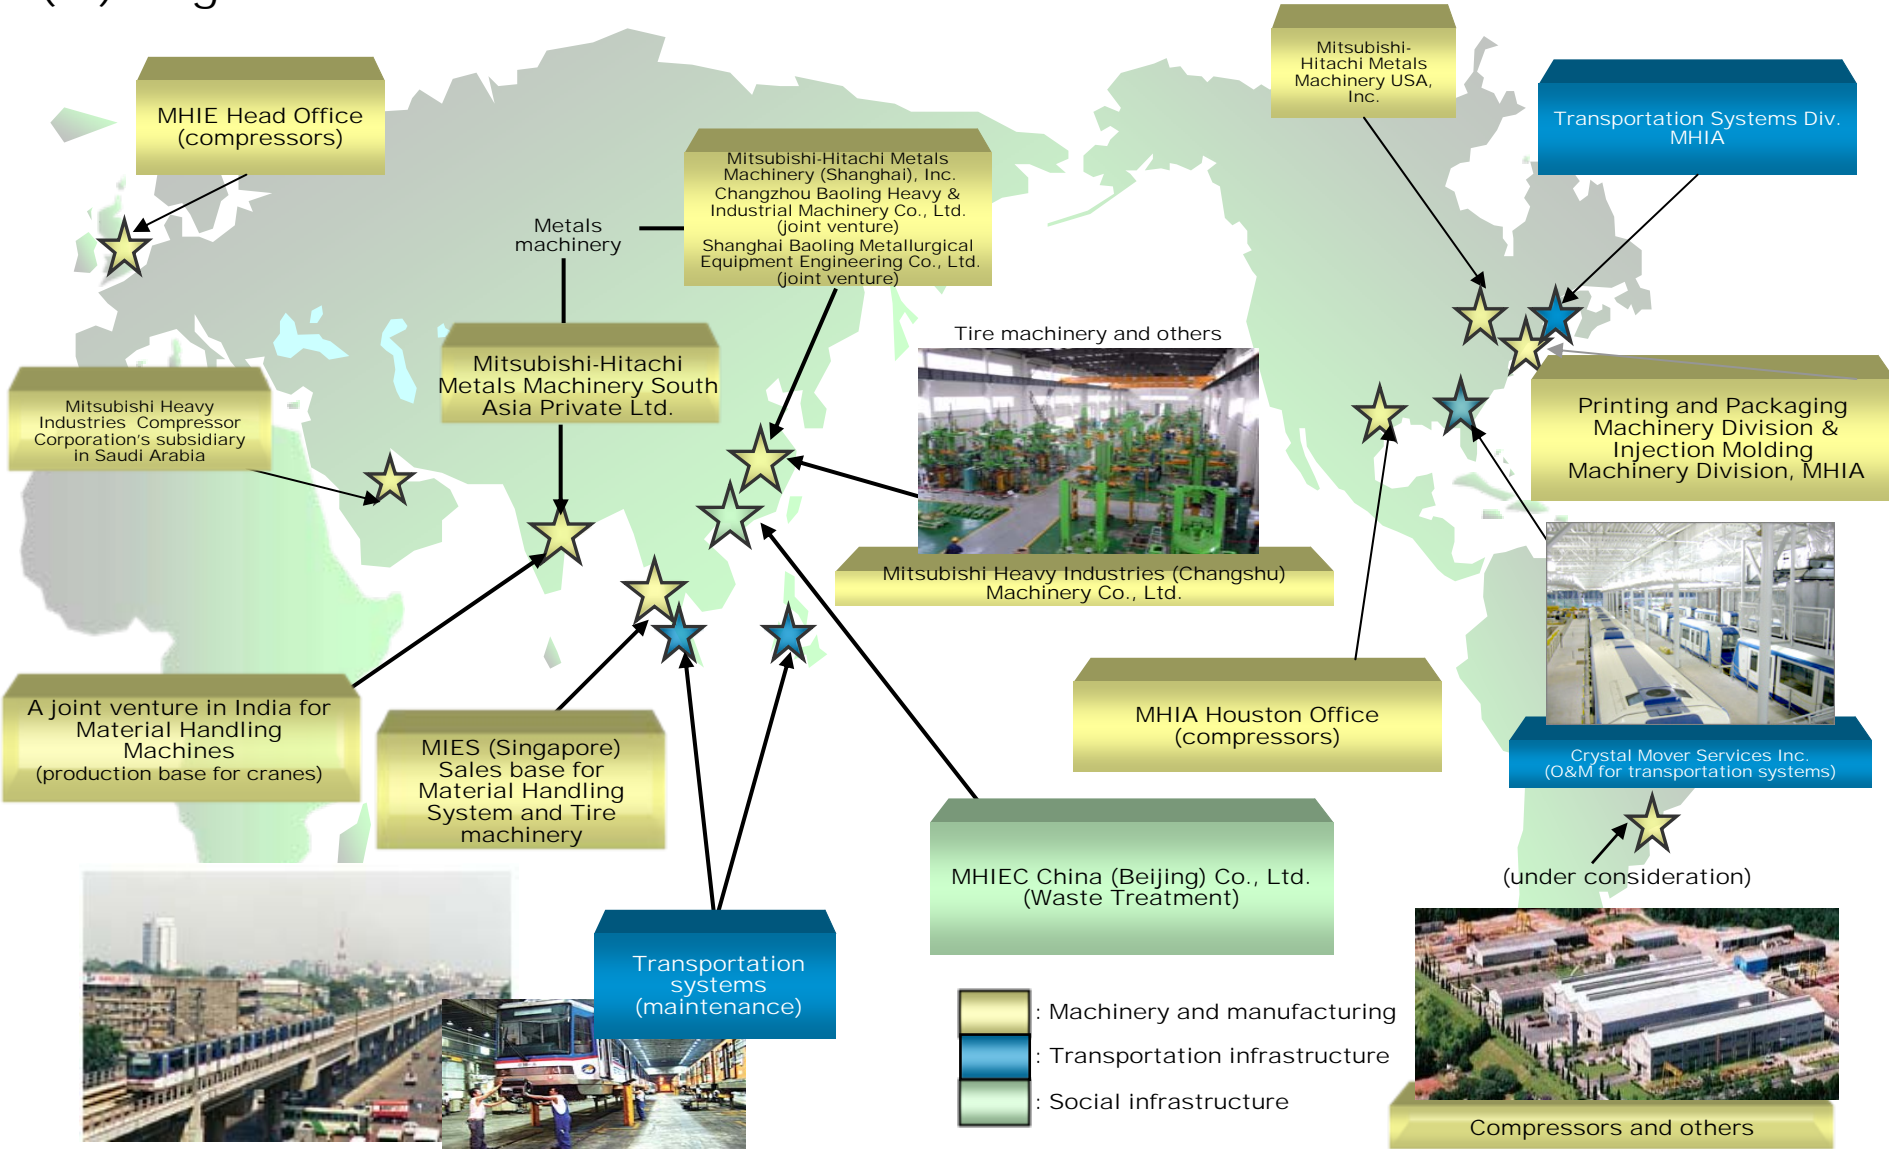 MHIE Head Office
(compressors)
Mitsubishi-
Hitachi Metals
Machinery USA,
Inc.
Transportation Systems Div.
MHIA
Mitsubishi-Hitachi Metals
Machinery (Shanghai), Inc.
Changzhou Baoling Heavy &
Industrial Machinery Co., Ltd.
(joint venture)
Shanghai Baoling Metallurgical
Equipment Engineering Co., Ltd.
(joint venture)
Metals
machinery
Tire machinery and others
Mitsubishi-Hitachi
Metals Machinery South
Asia Private Ltd.
Mitsubishi Heavy
Industries Compressor
Corporation's subsidiary
in Saudi Arabia
Printing and Packaging
Machinery Division &
Injection Molding
Machinery Division, MHIA
Mitsubishi Heavy Industries (Changshu)
Machinery Co., Ltd.
A joint venture in India for
Material Handling
Machines
(production base for cranes)
MIES (Singapore)
Sales base for
Material Handling
System and Tire
machinery
MHIA Houston Office
(compressors)
Crystal Mover Services Inc.
(O&M for transportation systems)
MHIEC China (Beijing) Co., Ltd.
(Waste Treatment)
(under consideration)
Transportation
systems
(maintenance)
: Machinery and manufacturing
: Transportation infrastructure
: Social infrastructure
Compressors and others